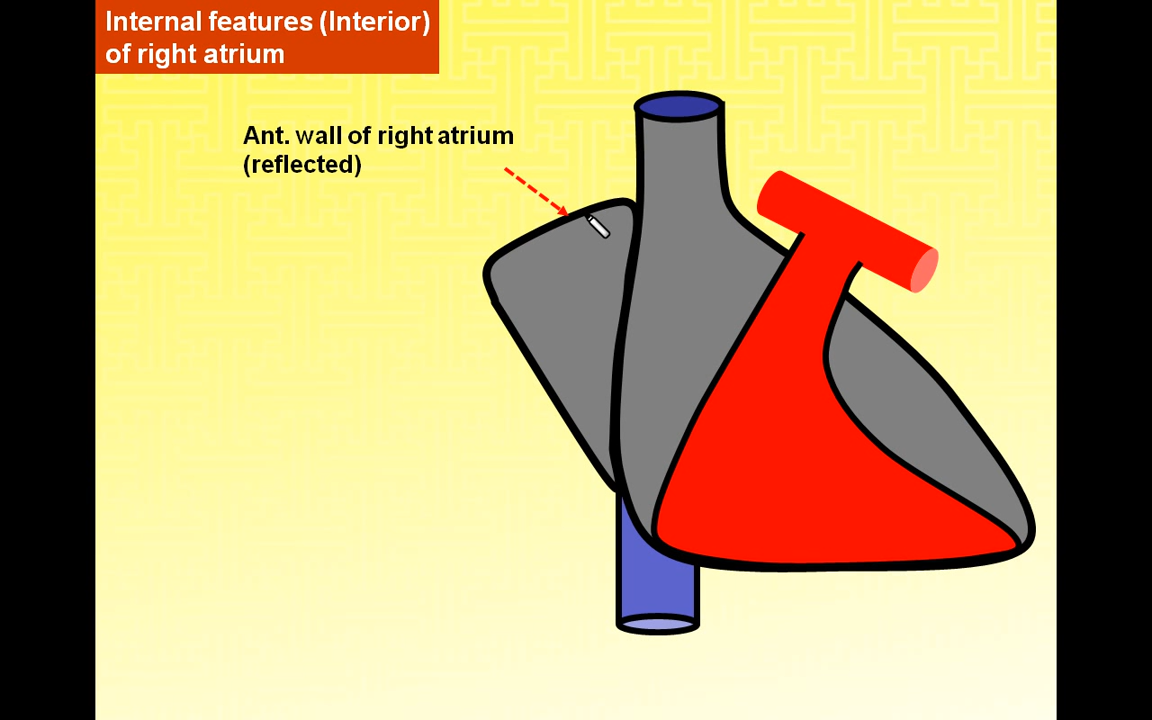 Internal features (Interior)
of right atrium
Ant. wall of right atrium
(reflected)